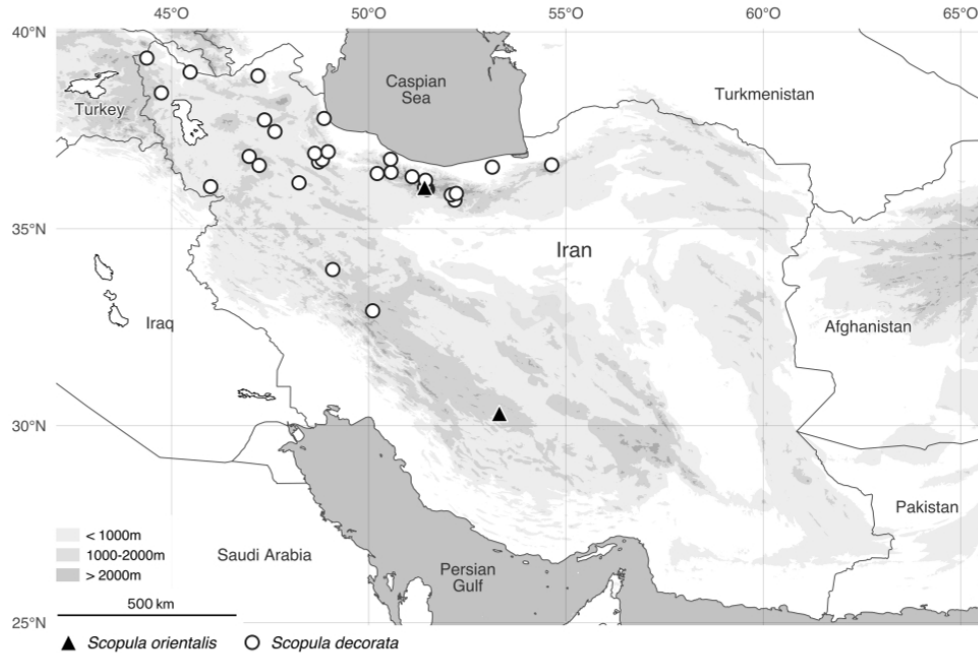 45°O 50°O 55°O 60°O 65°O
40°N
Caspian
Sea
Turkey
Turkmenistan
35°N
Iran
Iraq
Afghanistan
30°N
Pakistan
< 1000m
1000-2000m
> 2000m
Saudi Arabia
Persian
Gulf
500 km
25°N
Scopula orientalis Scopula decorata